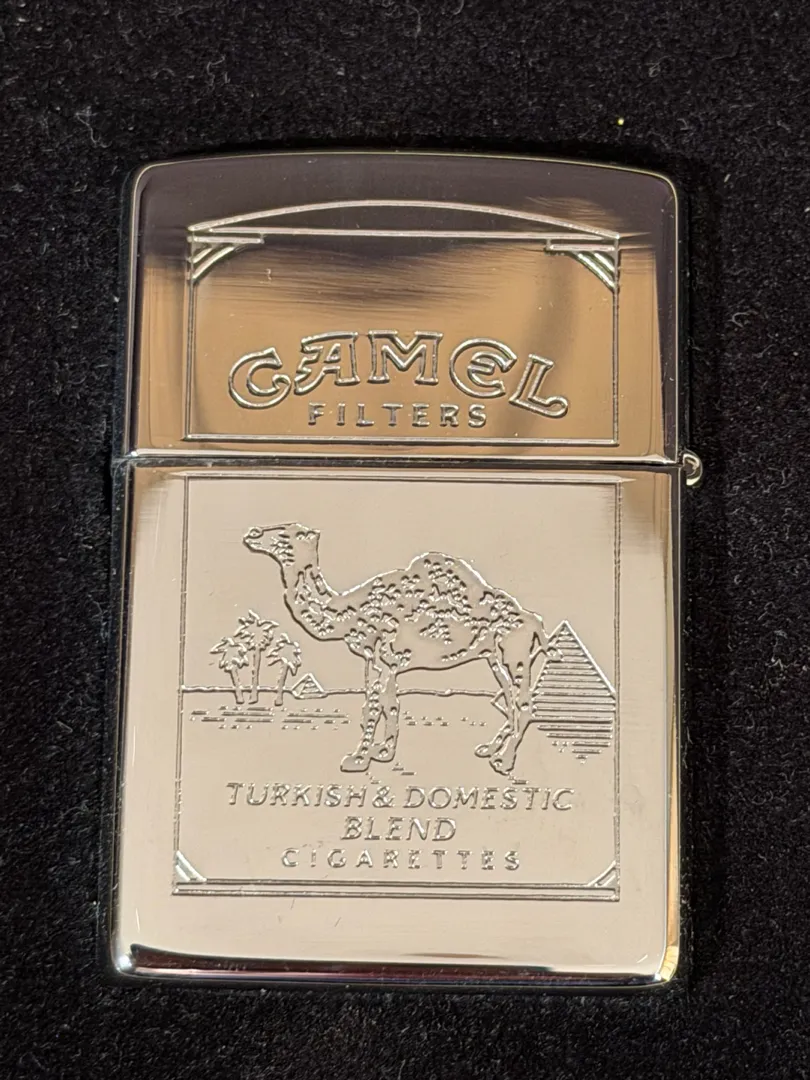 CAMEL
FILTERS
TURKISH & DOMESTIC
BLEND
CIGARETTES